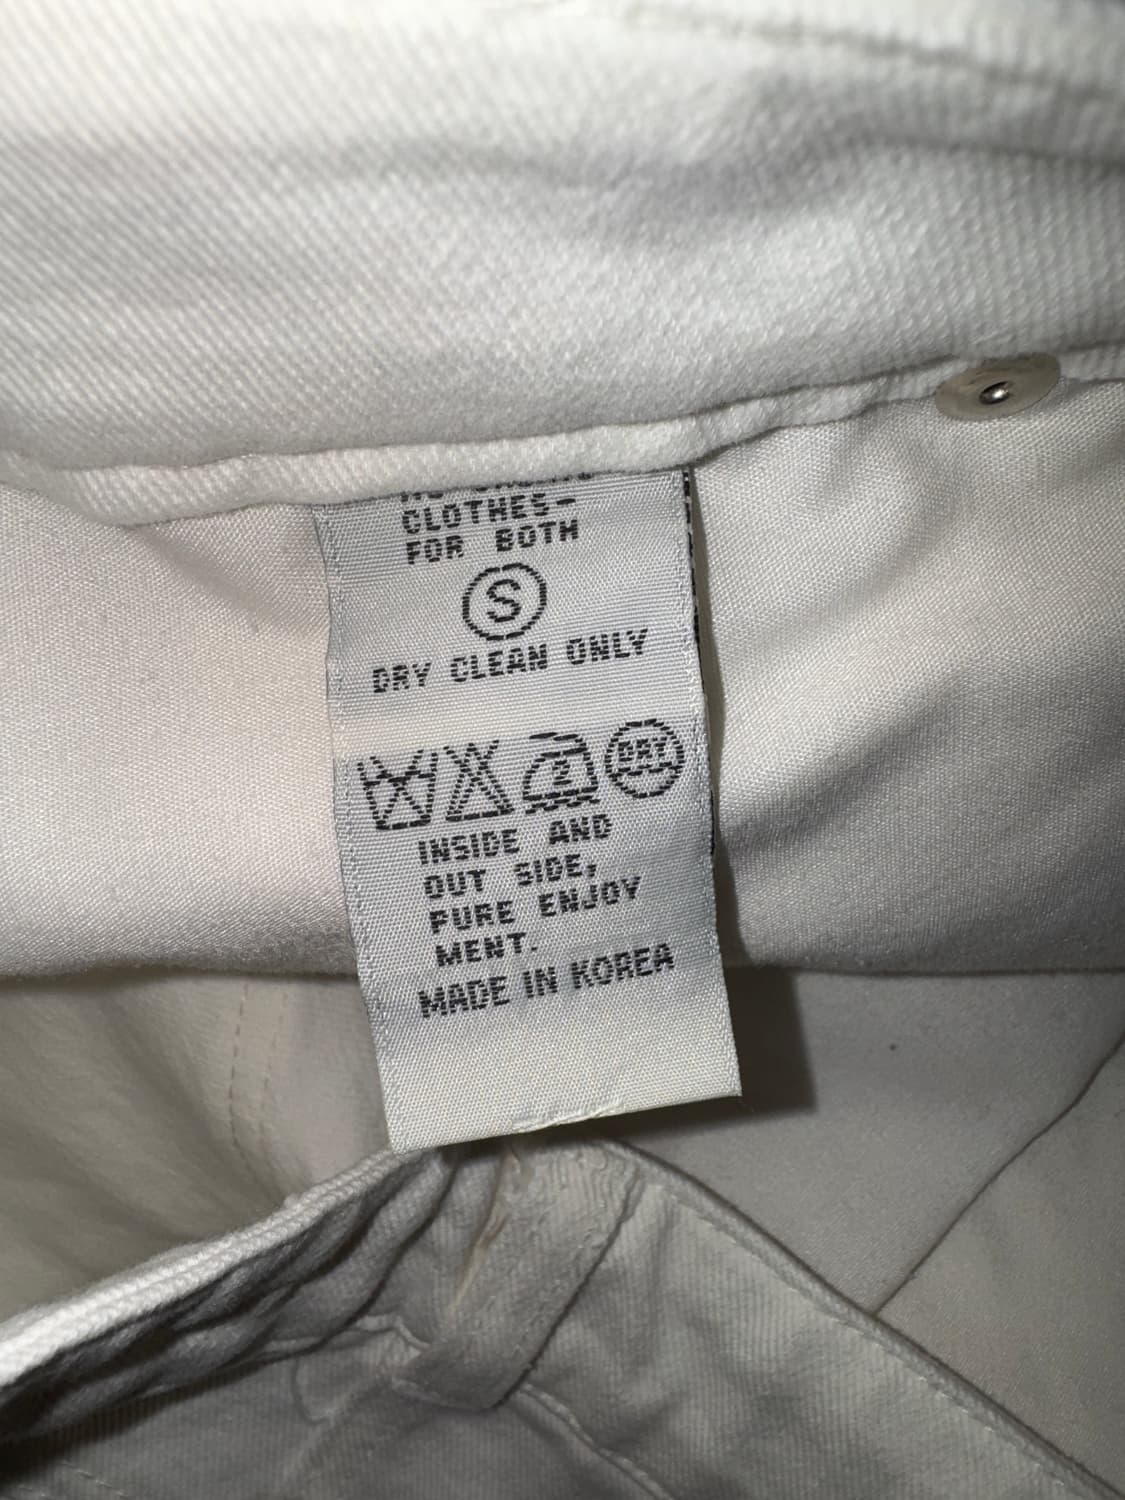 CLOTHES-
FOR BOTH
S
DRY CLEAN ONLY
2 DRY
INSIDE AND
OUT SIDE,
PURE ENJOY
MENT.
MADE IN KOREA